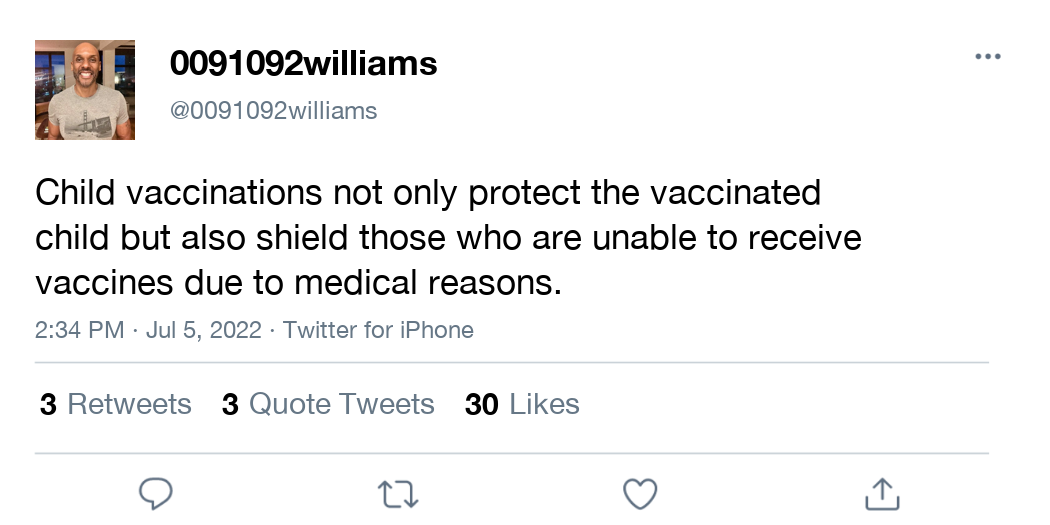 0091092williams
@0091092williams
Child vaccinations not only protect the vaccinated
child but also shield those who are unable to receive
vaccines due to medical reasons.
2:34 PM · Jul 5, 2022 · Twitter for iPhone
3 Retweets 3 Quote Tweets 30 Likes